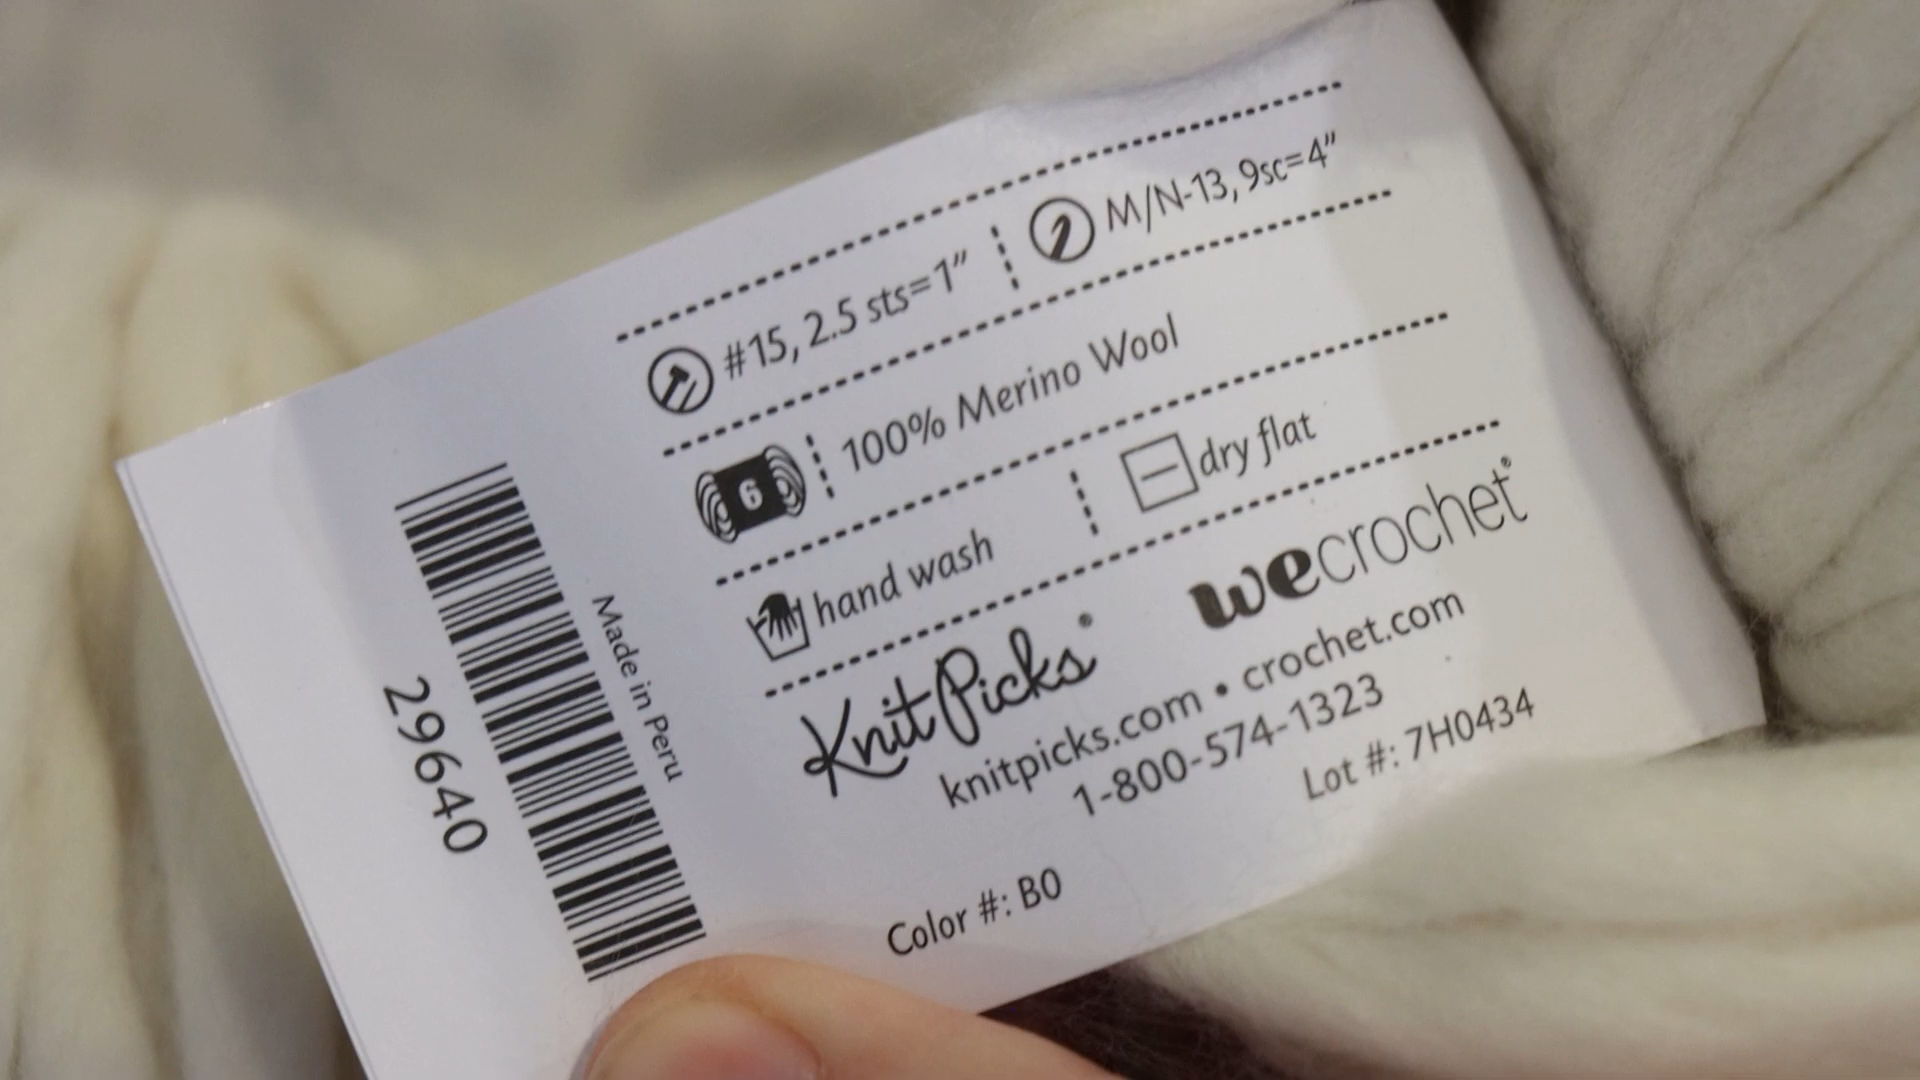 #15, 2.5 sts=1" M/N-13, 9sc=4"
6 100% Merino Wool
hand wash dry flat
KnitPicks® wecrochet®
knitpicks.com • crochet.com
1-800-574-1323
Lot #: 7H0434
Color #: B0
Made in Peru
29640